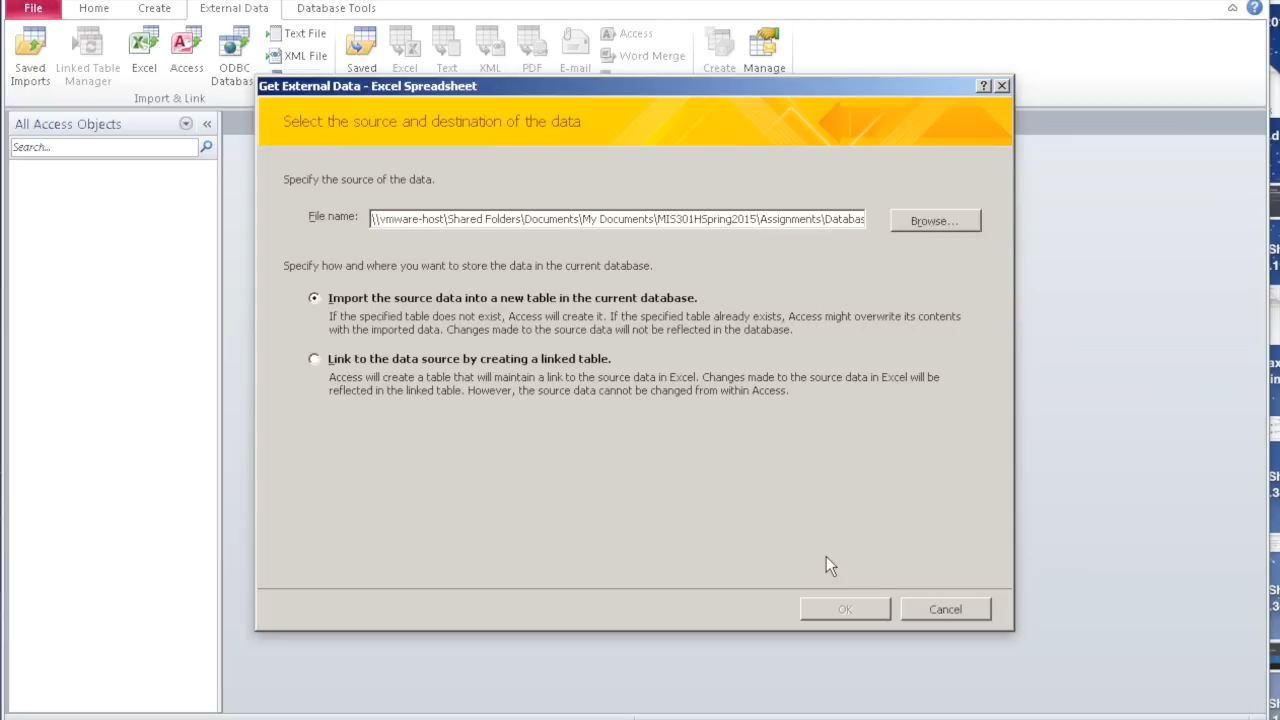 File Home Create External Data Database Tools
Text File Access
XML File Word Merge
Saved Linked Table Excel Access ODBC Saved Excel Text XML PDF E-mail Create Manage
Imports Manager Databas
Import & Link
Get External Data - Excel Spreadsheet
All Access Objects
Select the source and destination of the data
Search...
Specify the source of the data.
File name: \\vmware-host\Shared Folders\Documents\My Documents\MIS301HSpring2015\Assignments\Databas
Browse...
Specify how and where you want to store the data in the current database.
Import the source data into a new table in the current database.
If the specified table does not exist, Access will create it. If the specified table already exists, Access might overwrite its contents
with the imported data. Changes made to the source data will not be reflected in the database.
Link to the data source by creating a linked table.
Access will create a table that will maintain a link to the source data in Excel. Changes made to the source data in Excel will be
reflected in the linked table. However, the source data cannot be changed from within Access.
OK Cancel